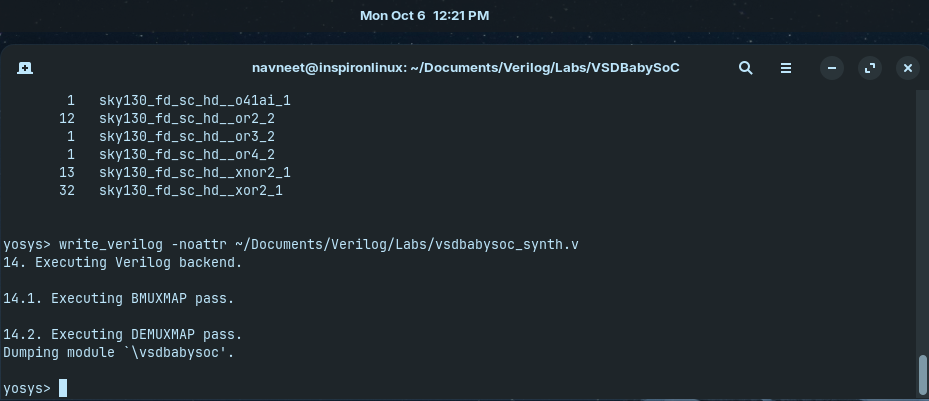 Mon Oct 6 12:21 PM
navneet@inspironlinux: ~/Documents/Verilog/Labs/VSDBabySoC
1 sky130_fd_sc_hd__o41ai_1
12 sky130_fd_sc_hd__or2_2
1 sky130_fd_sc_hd__or3_2
1 sky130_fd_sc_hd__or4_2
13 sky130_fd_sc_hd__xnor2_1
32 sky130_fd_sc_hd__xor2_1
yosys> write_verilog -noattr ~/Documents/Verilog/Labs/vsdbabysoc_synth.v
14. Executing Verilog backend.
14.1. Executing BMUXMAP pass.
14.2. Executing DEMUXMAP pass.
Dumping module `\vsdbabysoc'.
yosys>